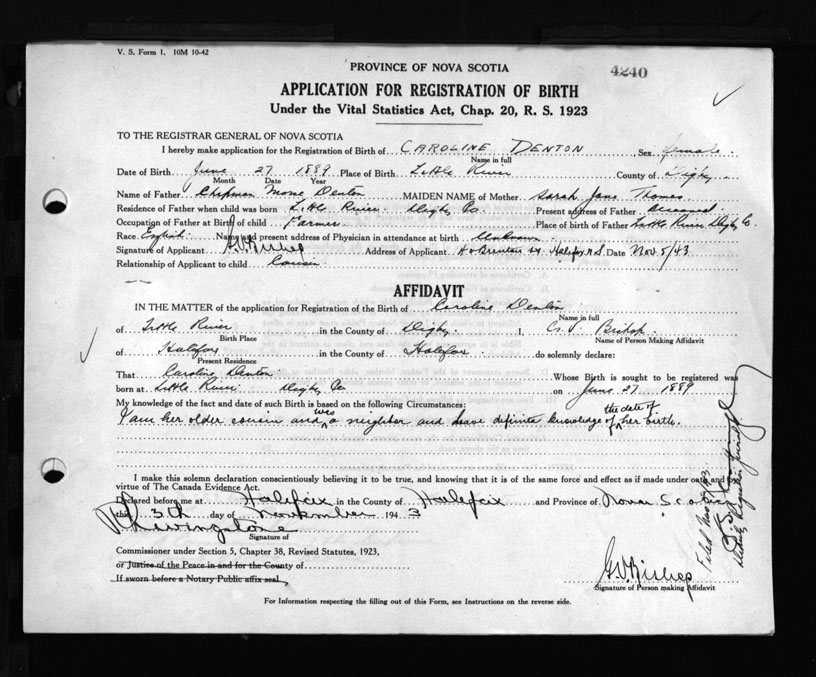 V. S. Form 1. 10M 10-42
PROVINCE OF NOVA SCOTIA
4240
APPLICATION FOR REGISTRATION OF BIRTH
Under the Vital Statistics Act, Chap. 20, R. S. 1923
TO THE REGISTRAR GENERAL OF NOVA SCOTIA
I hereby make application for the Registration of Birth of CAROLINE DENTON Sex female.
Name in full
Date of Birth June 27 1889 Place of Birth Little River County of Digby.
Month Date Year
Name of Father Chapman Denton MAIDEN NAME of Mother Sarah Jane Thomas
Residence of Father when child was born Little River Digby Co. Present address of Father Deceased
Occupation of Father at Birth of child Farmer Place of birth of Father Little River Digby Co
Race English Name and present address of Physician in attendance at birth Unknown
Signature of Applicant Address of Applicant Halifax N.S. Date Nov 5/43
Relationship of Applicant to child Cousin
AFFIDAVIT
IN THE MATTER of the application for Registration of the Birth of Caroline Denton
Name in full
of Little River in the County of Digby. I, Bishop.
Birth Place Name of Person Making Affidavit
of Halifax in the County of Halifax. do solemnly declare:
Present Residence
That Caroline Denton Whose Birth is sought to be registered was
born at Little River Digby Co on June 27 1889
My knowledge of the fact and date of such Birth is based on the following Circumstances:
I am her older cousin and was a neighbor and have definite knowledge of the date of her birth.
I make this solemn declaration conscientiously believing it to be true, and knowing that it is of the same force and effect as if made under oath and by
virtue of The Canada Evidence Act.
Declared before me at Halifax in the County of Halifax and Province of Nova Scotia
this 5th day of November 1943
Signature of
Commissioner under Section 5, Chapter 38, Revised Statutes, 1923,
or Justice of the Peace in and for the County of
If sworn before a Notary Public affix seal
G.V. Bishop
Signature of Person making Affidavit
Filed Nov
For Information respecting the filling out of this Form, see Instructions on the reverse side.